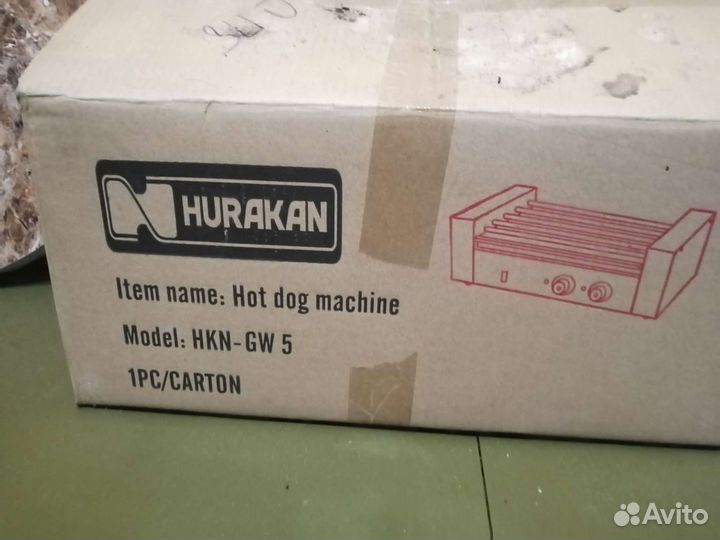 HURAKAN
Item name: Hot dog machine
Model: HKN-GW 5
1PC/CARTON
Avito